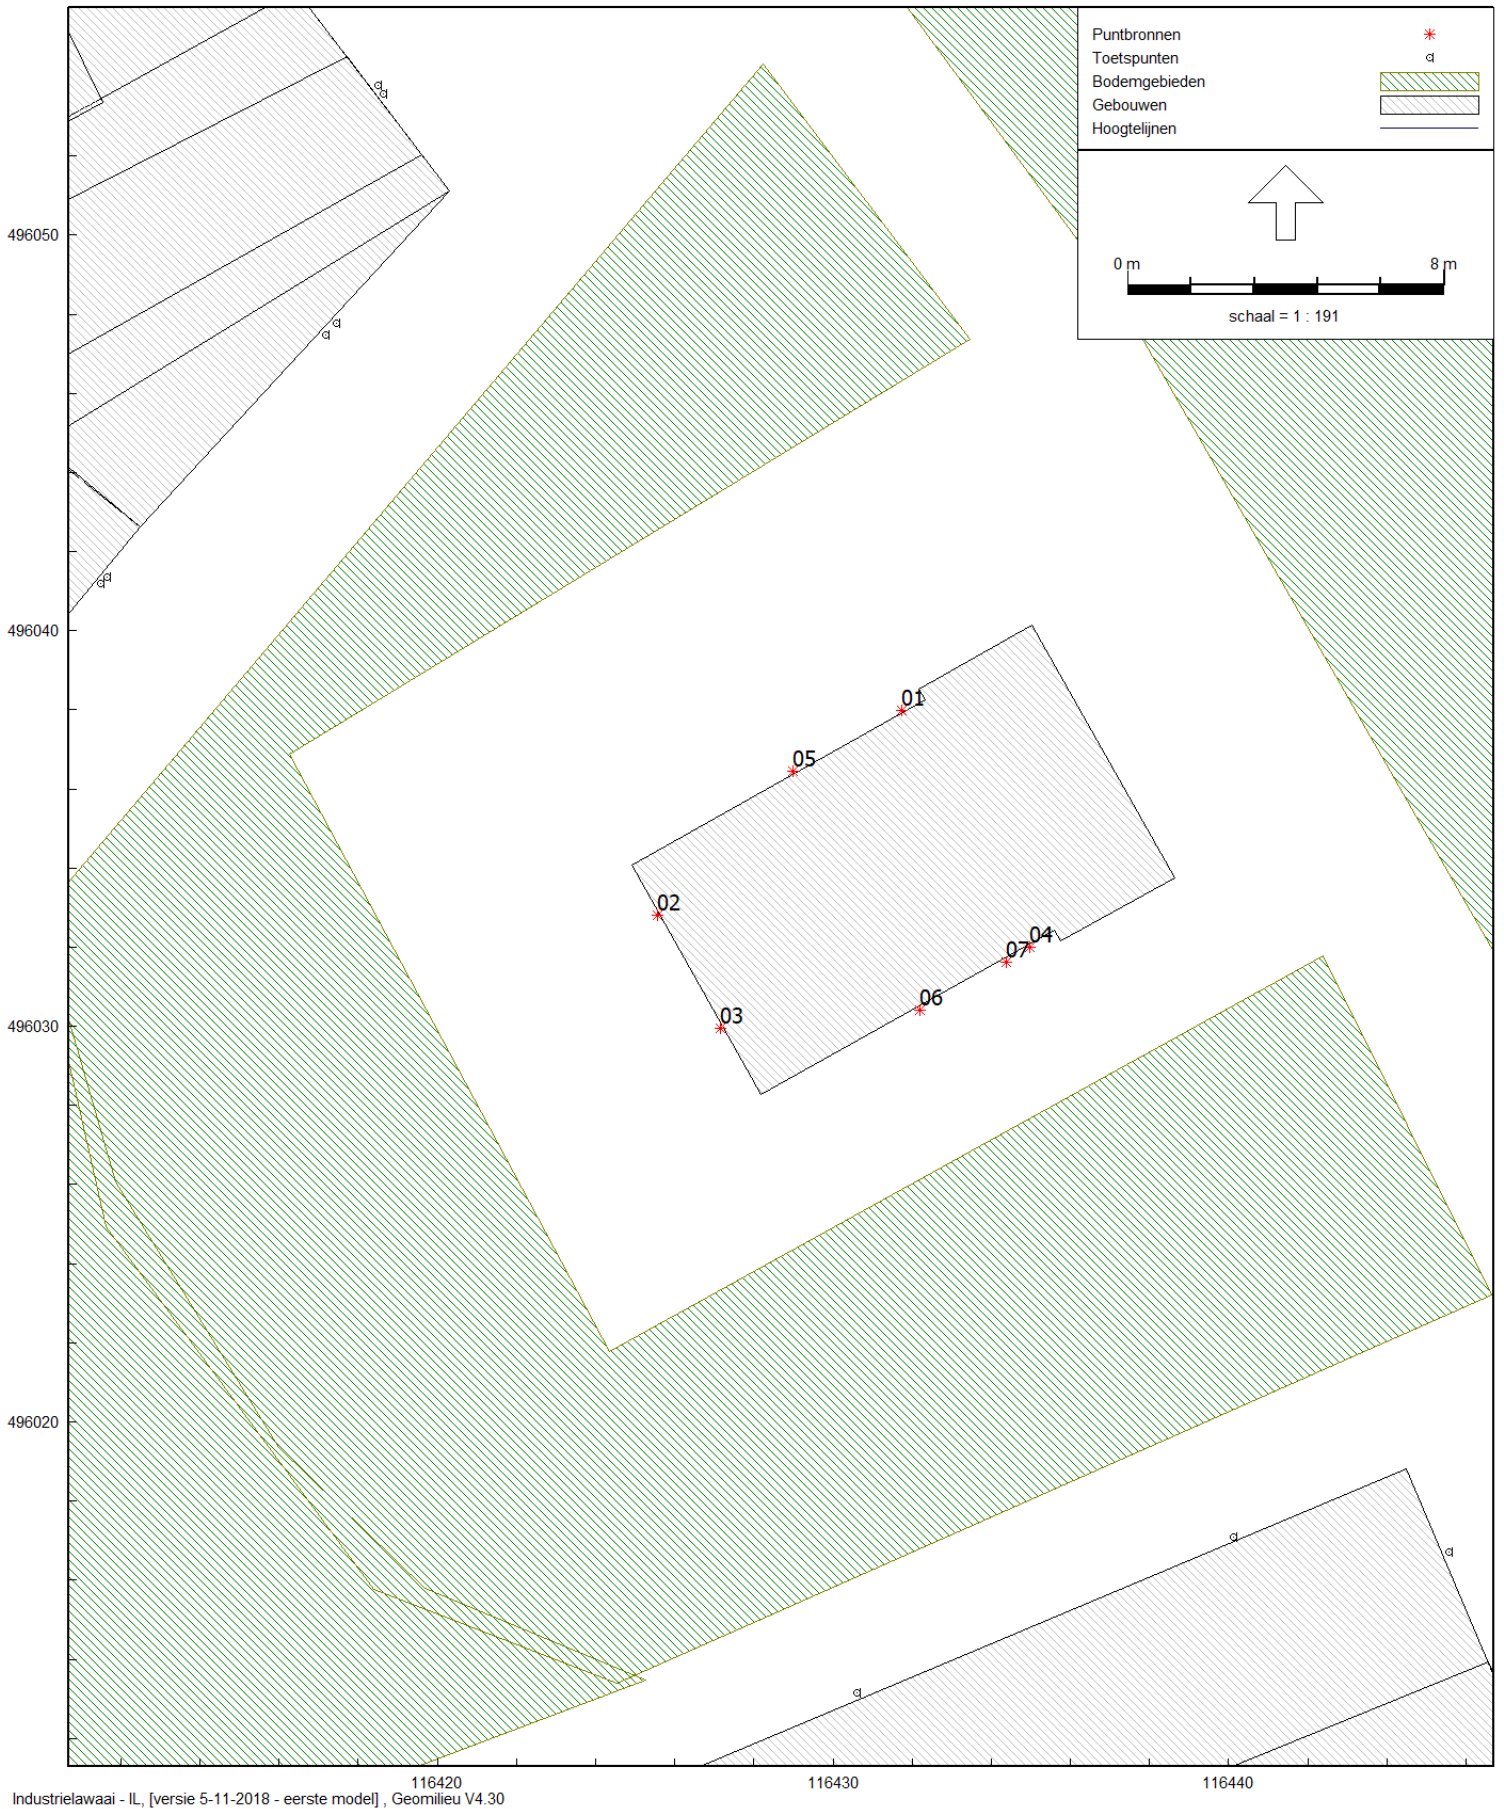 Puntbronnen
Toetspunten
Bodemgebieden
Gebouwen
Hoogtelijnen
0 m 8 m
schaal = 1 : 191
496050
496040
496030
496020
01
05
02
04
07
06
03
116420 116430 116440
Industrielawaai - IL, [versie 5-11-2018 - eerste model] , Geomilieu V4.30